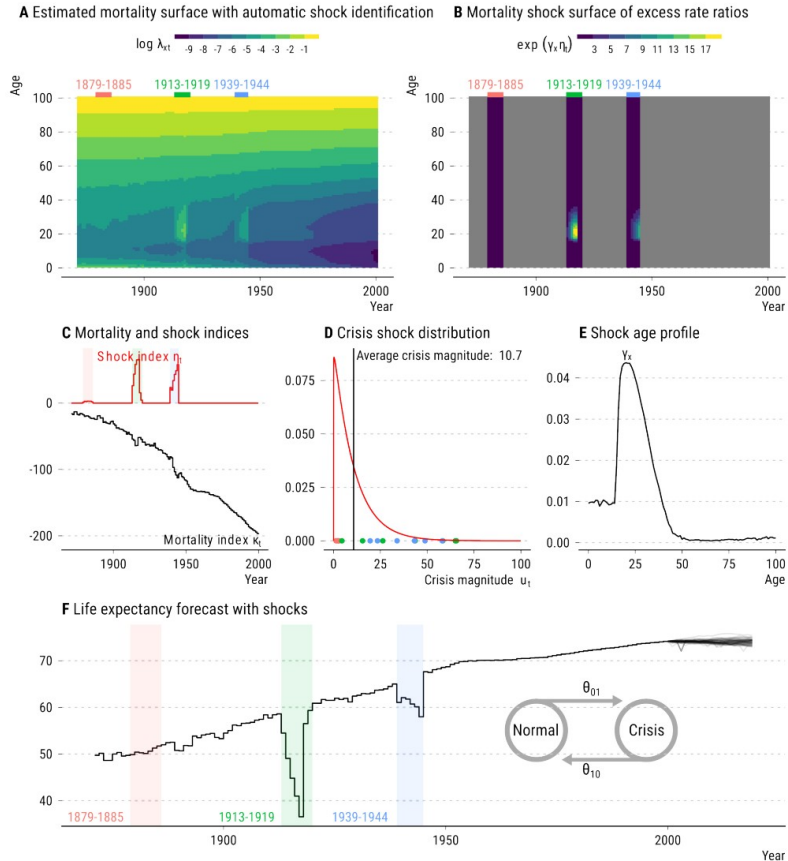 A Estimated mortality surface with automatic shock identification
log λxt
-9 -8 -7 -6 -5 -4 -3 -2 -1
Age
1879-1885 1913-1919 1939-1944
100
80
60
40
20
0
1900 1950 2000
Year
B Mortality shock surface of excess rate ratios
exp (γxηt)
3 5 7 9 11 13 15 17
1879-1885 1913-1919 1939-1944
100
80
60
40
20
0
1900 1950 2000
Year
C Mortality and shock indices
Shock index ηt
0
-100
-200
Mortality index κt
1900 1950 2000
Year
D Crisis shock distribution
Average crisis magnitude: 10.7
0.075
0.050
0.025
0.000
0 25 50 75 100
Crisis magnitude ut
E Shock age profile
γx
0.04
0.03
0.02
0.01
0.00
0 25 50 75 100
Age
F Life expectancy forecast with shocks
70
60
50
40
θ01
Normal Crisis
θ10
1879-1885 1913-1919 1939-1944
1900 1950 2000
Year